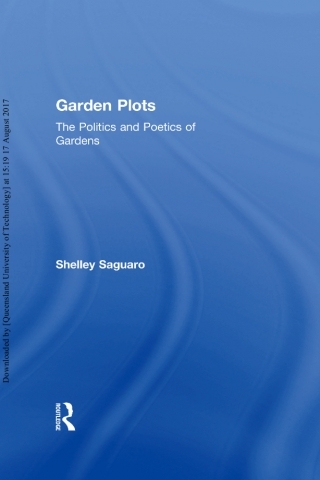 Garden Plots
The Politics and Poetics of
Gardens
Shelley Saguaro
ROUTLEDGE
Downloaded by [Queensland University of Technology] at 15:19 17 August 2017